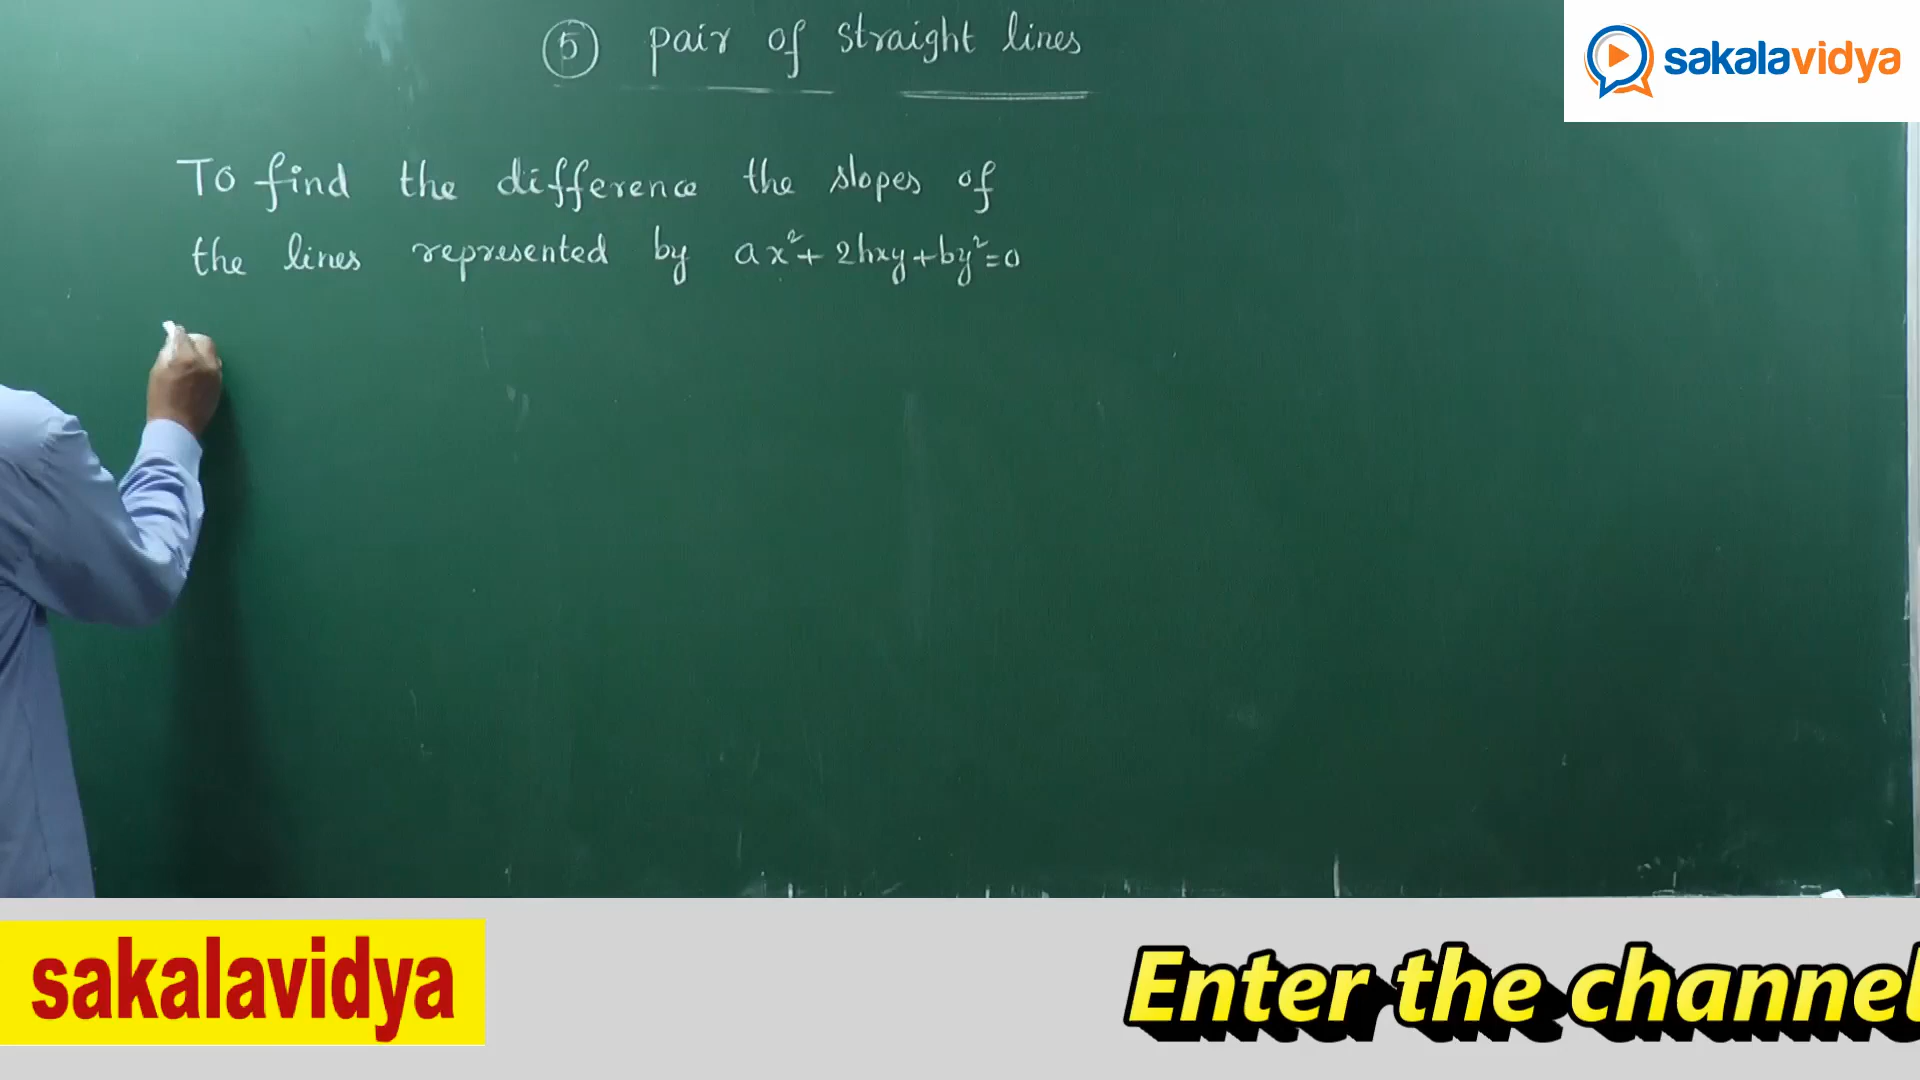 ⑤ pair of straight lines
sakalavidya
To find the difference the slopes of
the lines represented by ax²+2hxy+by²=0
sakalavidya
Enter the channel